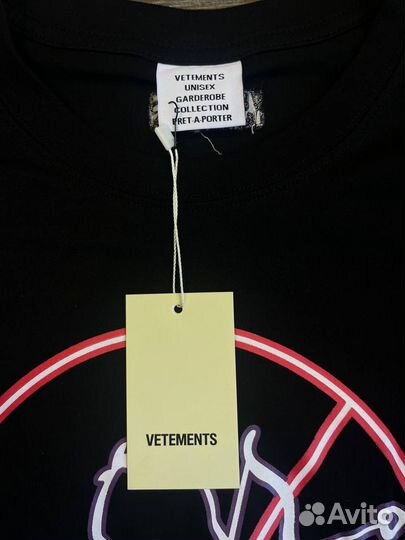 VETEMENTS
UNISEX
GARDEROBE
COLLECTION
PRET-A-PORTER
VETEMENTS
Avito